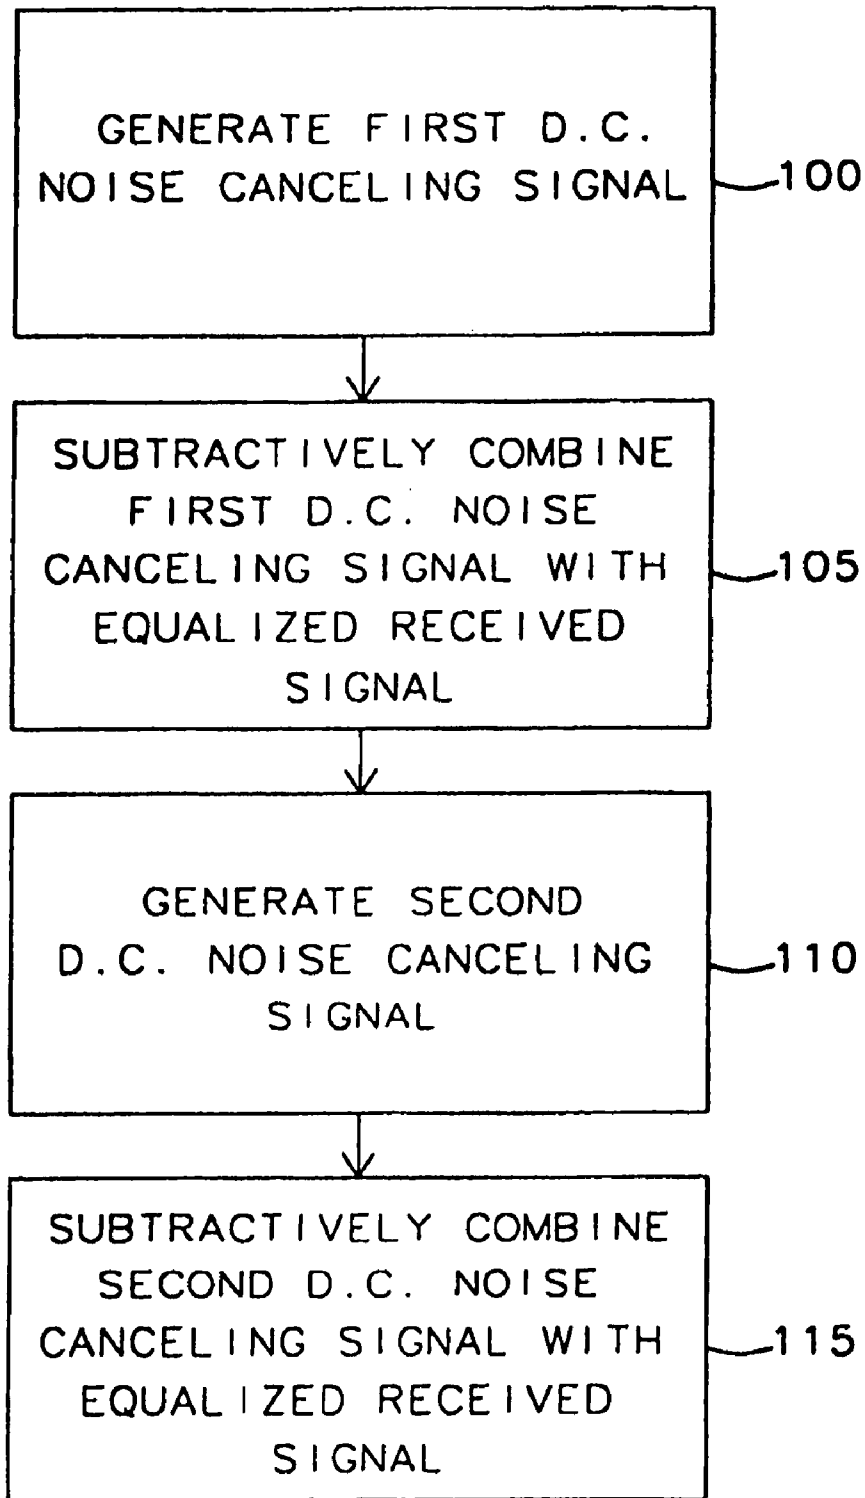 GENERATE FIRST D.C.
NOISE CANCELING SIGNAL
100
SUBTRACTIVELY COMBINE
FIRST D.C. NOISE
CANCELING SIGNAL WITH
EQUALIZED RECEIVED
SIGNAL
105
GENERATE SECOND
D.C. NOISE CANCELING
SIGNAL
110
SUBTRACTIVELY COMBINE
SECOND D.C. NOISE
CANCELING SIGNAL WITH
EQUALIZED RECEIVED
SIGNAL
115